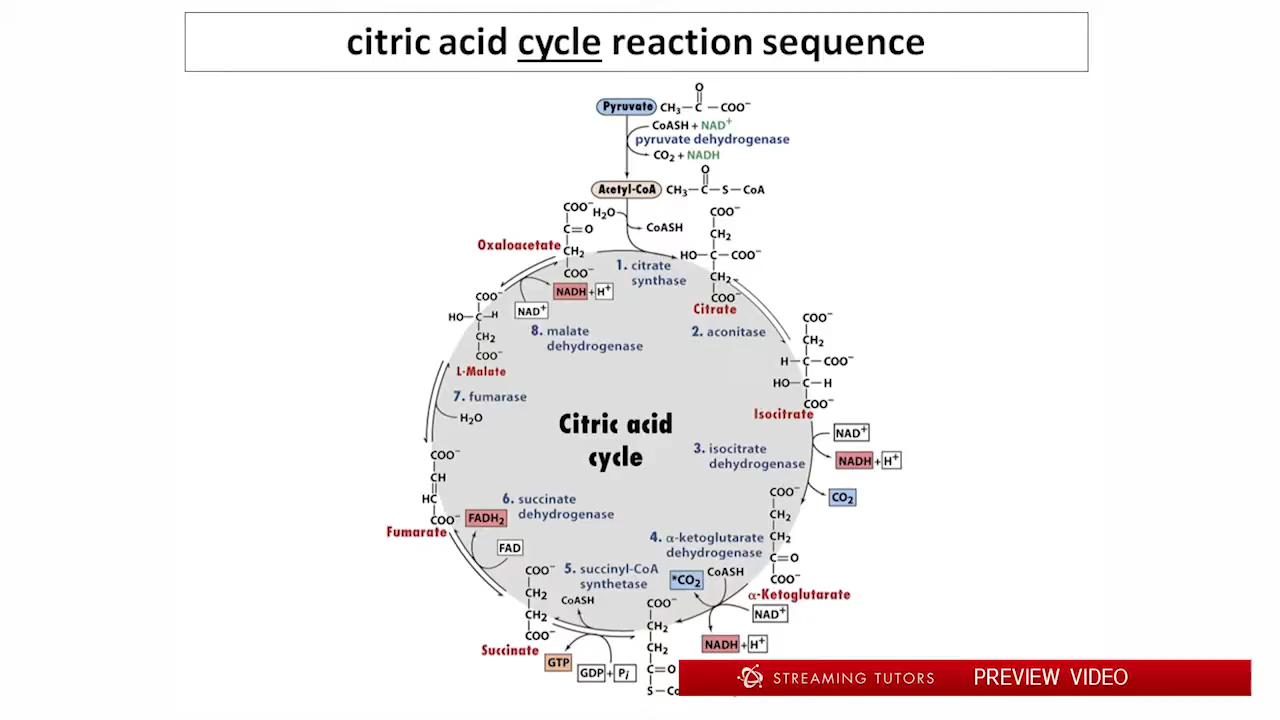 citric acid cycle reaction sequence
Pyruvate
CH₃—C—COO⁻
O
CoASH + NAD⁺
pyruvate dehydrogenase
CO₂ + NADH
Acetyl-CoA
O
CH₃—C—S—CoA
H₂O
CoASH
COO⁻
C=O
CH₂
COO⁻
Oxaloacetate
1. citrate
synthase
COO⁻
CH₂
HO—C—COO⁻
CH₂
COO⁻
Citrate
2. aconitase
COO⁻
CH₂
H—C—COO⁻
HO—C—H
COO⁻
Isocitrate
NAD⁺
NADH + H⁺
3. isocitrate
dehydrogenase
CO₂
COO⁻
CH₂
CH₂
C=O
COO⁻
α-Ketoglutarate
4. α-ketoglutarate
dehydrogenase
CoASH
*CO₂
NAD⁺
NADH + H⁺
COO⁻
CH₂
CH₂
C=O
5. succinyl-CoA
synthetase
CoASH
GTP
GDP + Pi
COO⁻
CH₂
CH₂
COO⁻
Succinate
6. succinate
dehydrogenase
FADH₂
FAD
COO⁻
CH
HC
COO⁻
Fumarate
7. fumarase
H₂O
COO⁻
HO—C—H
CH₂
COO⁻
L-Malate
8. malate
dehydrogenase
NAD⁺
NADH + H⁺
Citric acid
cycle
STREAMING TUTORS PREVIEW VIDEO